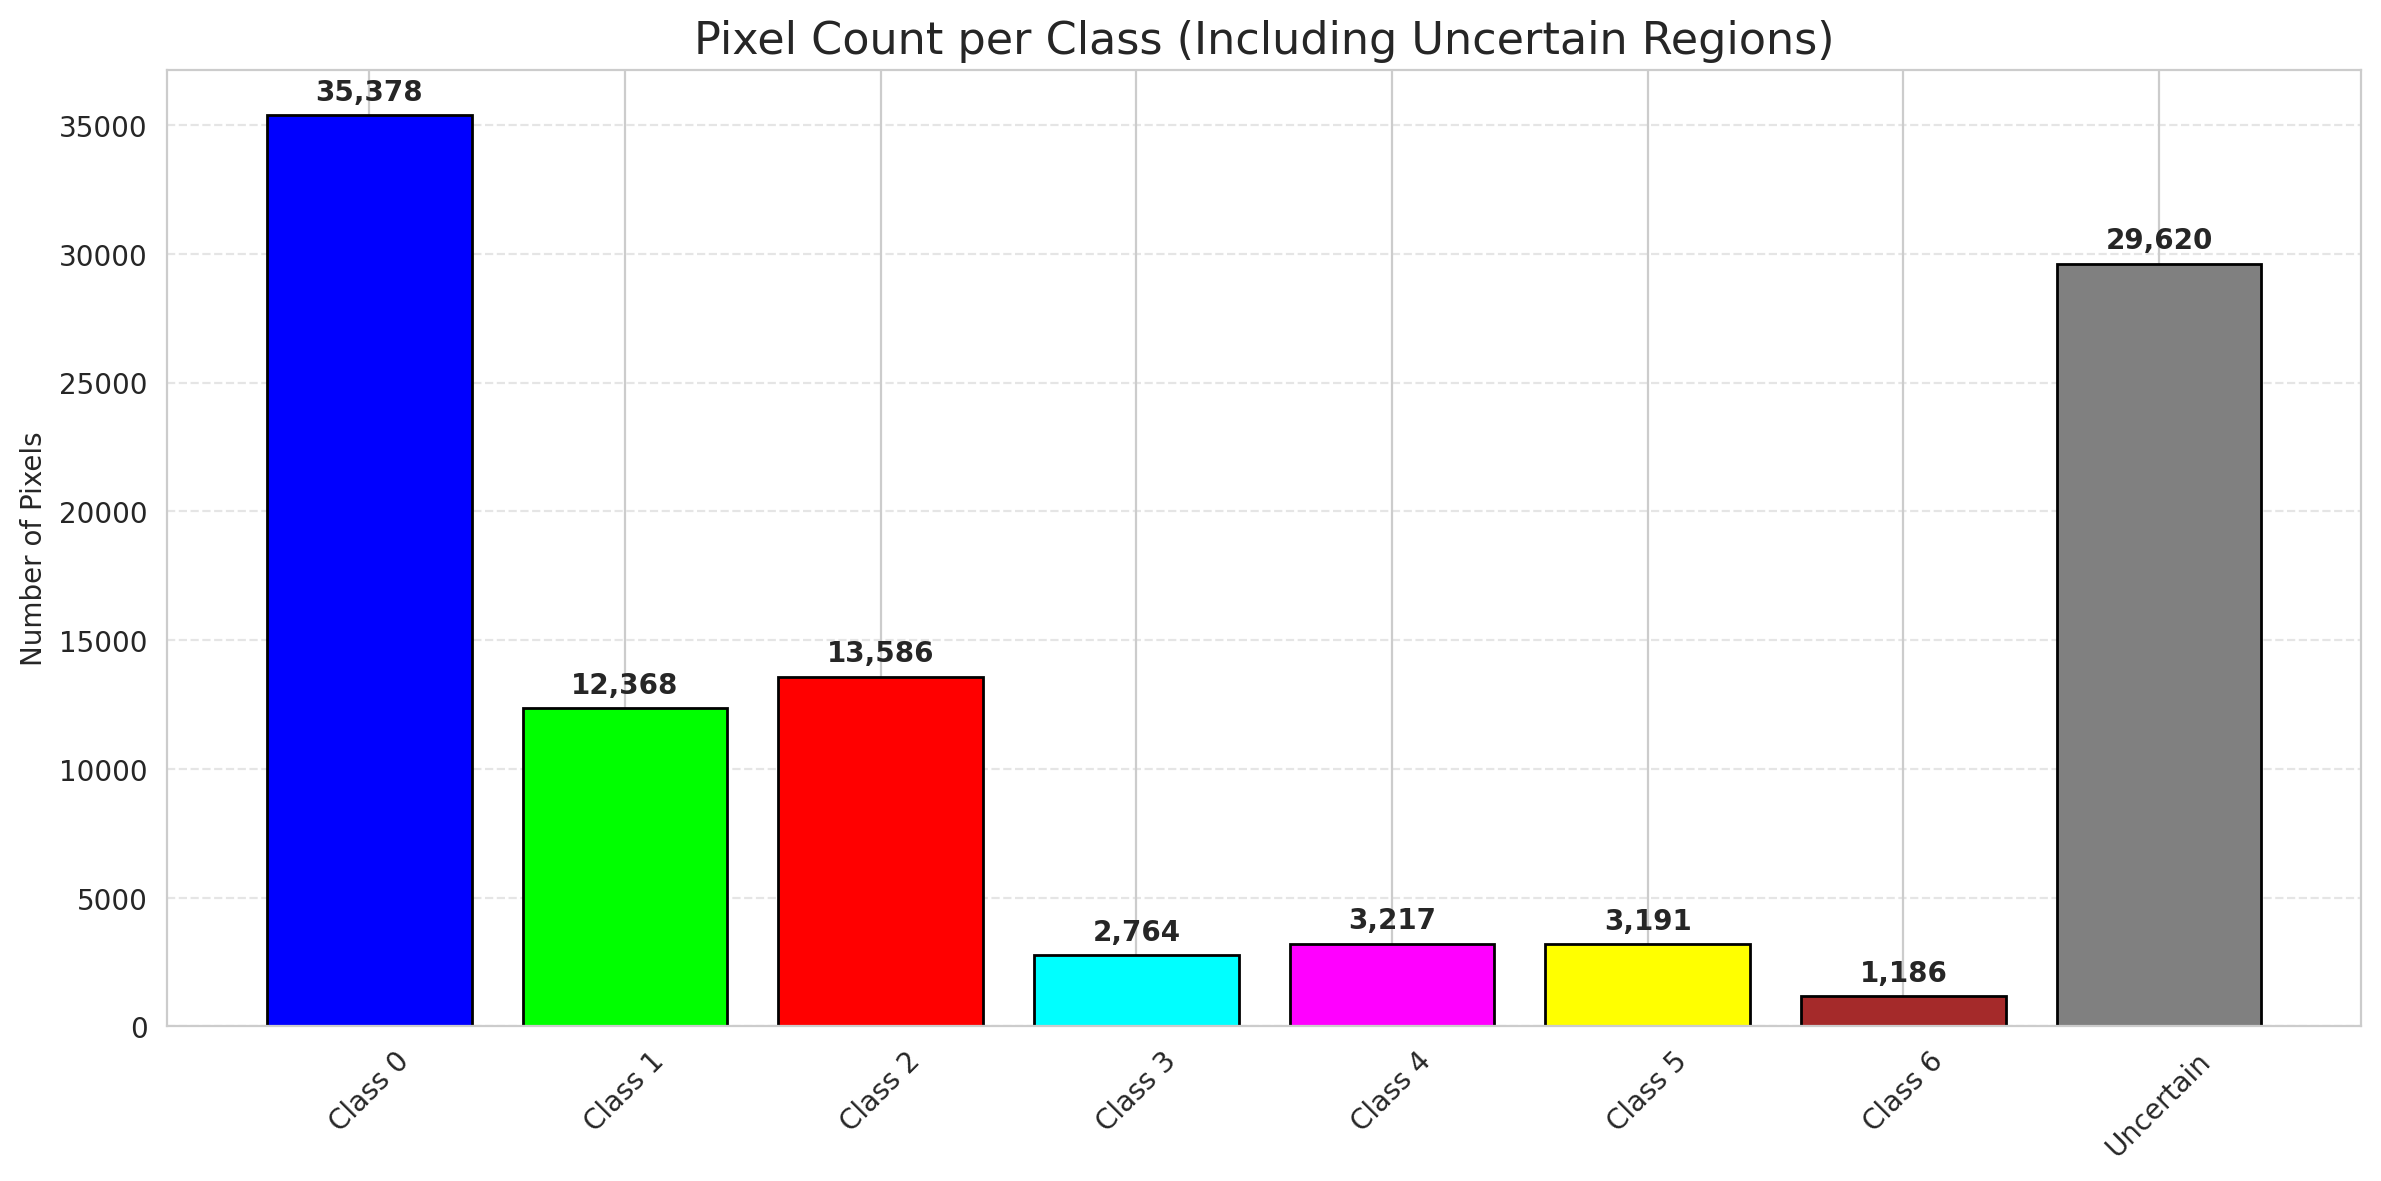 Pixel Count per Class (Including Uncertain Regions)
Number of Pixels
35000
30000
25000
20000
15000
10000
5000
0
35,378
12,368
13,586
2,764
3,217
3,191
1,186
29,620
Class 0
Class 1
Class 2
Class 3
Class 4
Class 5
Class 6
Uncertain